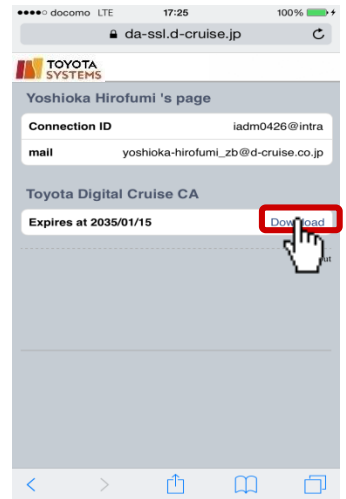 docomo LTE 17:25 100%
da-ssl.d-cruise.jp
TOYOTA
SYSTEMS
Yoshioka Hirofumi 's page
Connection ID iadm0426@intra
mail yoshioka-hirofumi_zb@d-cruise.co.jp
Toyota Digital Cruise CA
Expires at 2035/01/15 Download